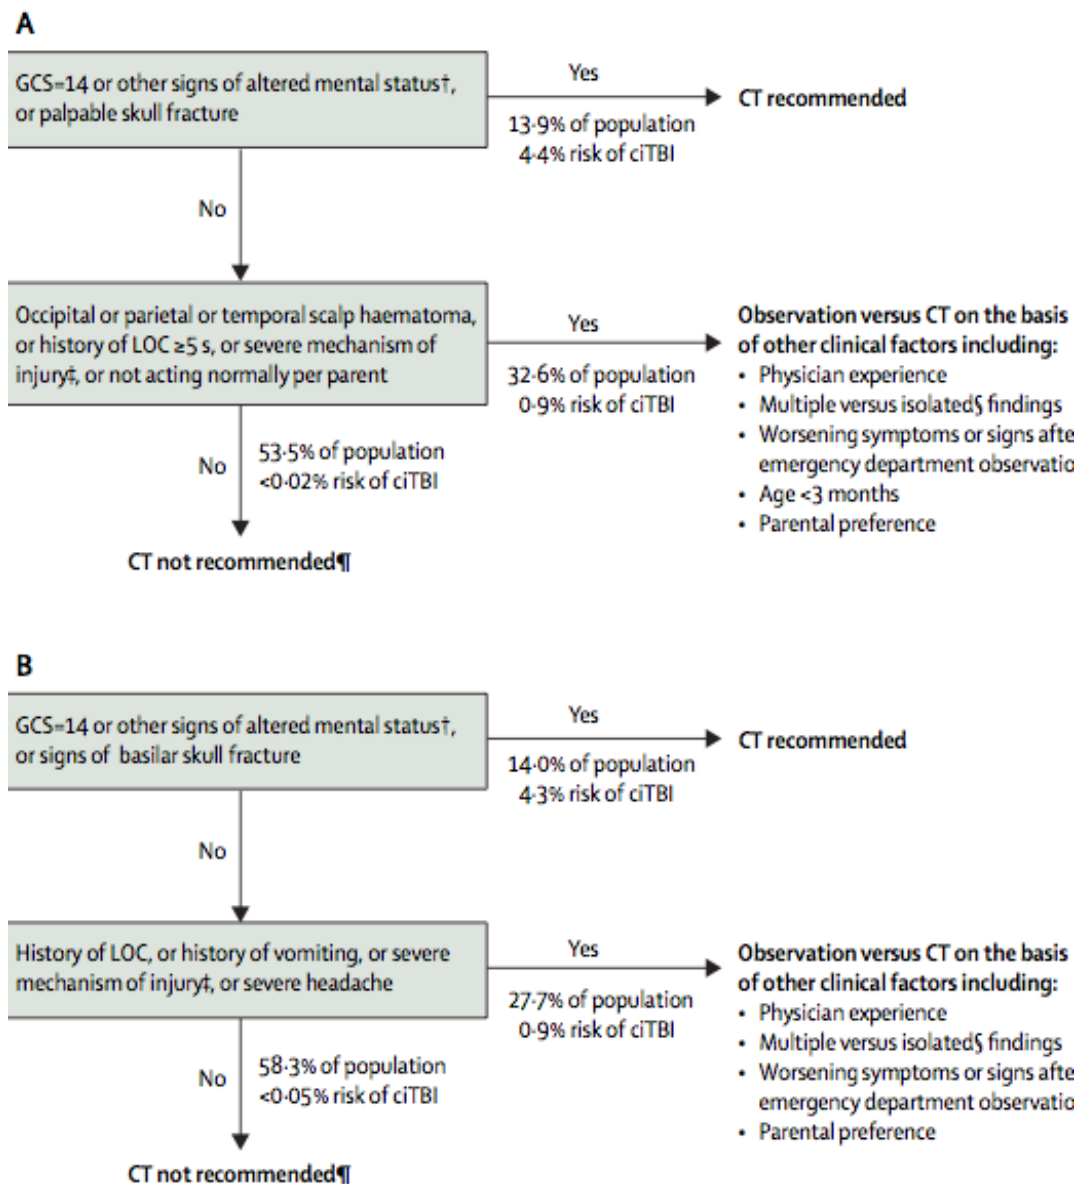 A
GCS=14 or other signs of altered mental status†,
or palpable skull fracture
Yes
13·9% of population
4·4% risk of ciTBI
CT recommended
No
Occipital or parietal or temporal scalp haematoma,
or history of LOC ≥5 s, or severe mechanism of
injury‡, or not acting normally per parent
Yes
32·6% of population
0·9% risk of ciTBI
Observation versus CT on the basis
of other clinical factors including:
• Physician experience
• Multiple versus isolated§ findings
• Worsening symptoms or signs afte
emergency department observatio
• Age <3 months
• Parental preference
No
53·5% of population
<0·02% risk of ciTBI
CT not recommended¶
B
GCS=14 or other signs of altered mental status†,
or signs of basilar skull fracture
Yes
14·0% of population
4·3% risk of ciTBI
CT recommended
No
History of LOC, or history of vomiting, or severe
mechanism of injury‡, or severe headache
Yes
27·7% of population
0·9% risk of ciTBI
Observation versus CT on the basis
of other clinical factors including:
• Physician experience
• Multiple versus isolated§ findings
• Worsening symptoms or signs afte
emergency department observatio
• Parental preference
No
58·3% of population
<0·05% risk of ciTBI
CT not recommended¶